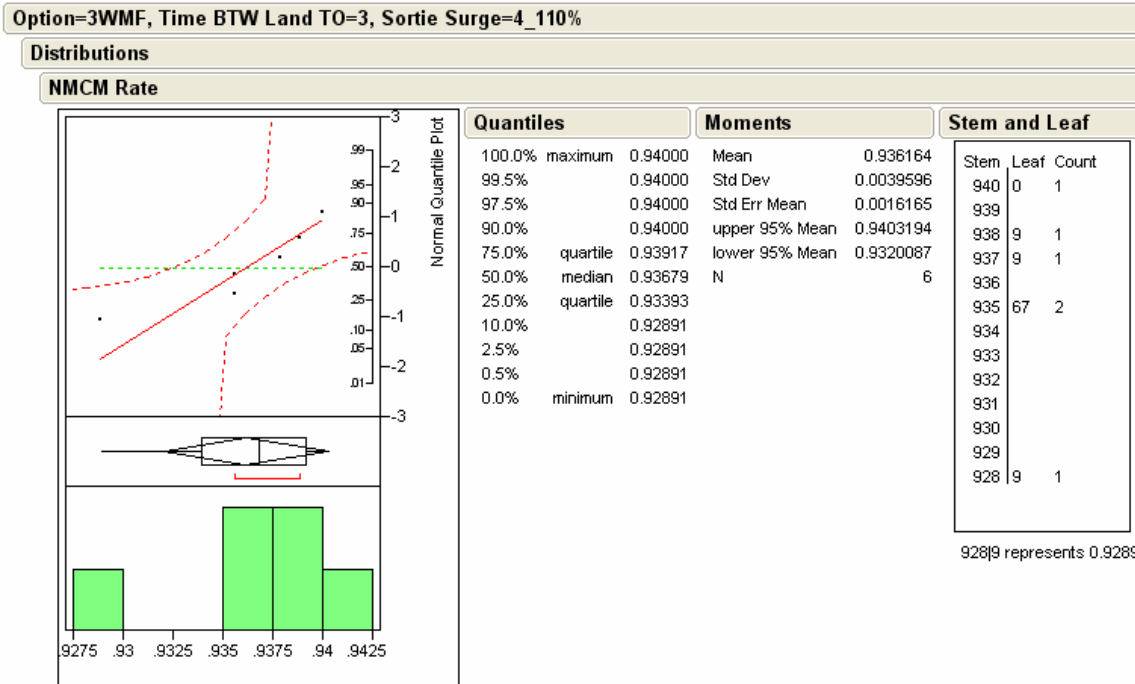 Option=3WMF, Time BTW Land TO=3, Sortie Surge=4_110%
Distributions
NMCM Rate
3
2
1
0
-1
-2
-3
.99
.95
.90
.75
.50
.25
.10
.05
.01
Normal Quantile Plot
.9275 .93 .9325 .935 .9375 .94 .9425
Quantiles
100.0% maximum 0.94000
99.5% 0.94000
97.5% 0.94000
90.0% 0.94000
75.0% quartile 0.93917
50.0% median 0.93679
25.0% quartile 0.93393
10.0% 0.92891
2.5% 0.92891
0.5% 0.92891
0.0% minimum 0.92891
Moments
Mean 0.936164
Std Dev 0.0039596
Std Err Mean 0.0016165
upper 95% Mean 0.9403194
lower 95% Mean 0.9320087
N 6
Stem and Leaf
Stem Leaf Count
940 0 1
939
938 9 1
937 9 1
936
935 67 2
934
933
932
931
930
929
928 9 1
928|9 represents 0.9289